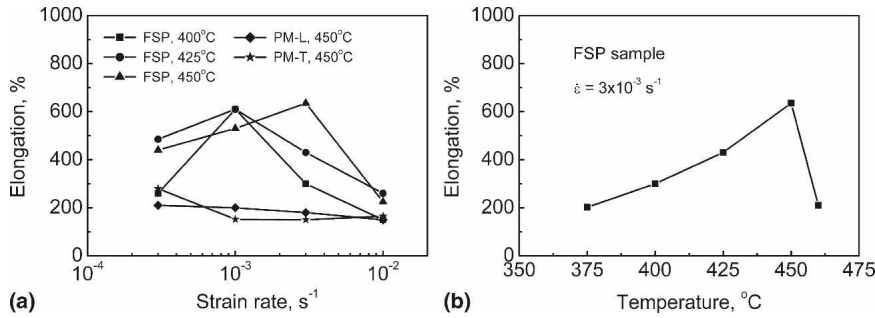 1000
800
600
400
200
0
Elongation, %
FSP, 400°C
FSP, 425°C
FSP, 450°C
PM-L, 450°C
PM-T, 450°C
10⁻⁴
10⁻³
10⁻²
(a)
Strain rate, s⁻¹
1000
800
600
400
200
0
Elongation, %
FSP sample
ε̇ = 3x10⁻³ s⁻¹
350
375
400
425
450
475
(b)
Temperature, °C